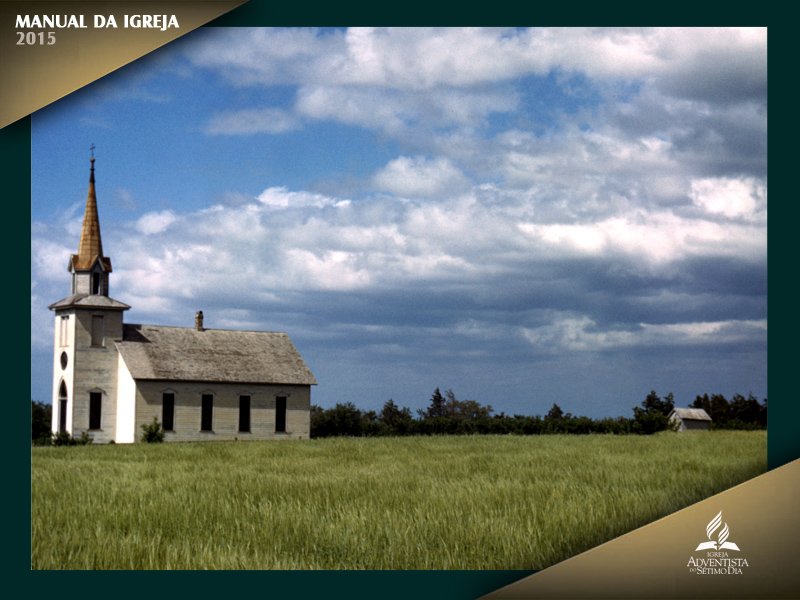 MANUAL DA IGREJA
2015
IGREJA
ADVENTISTA
DO SÉTIMO DIA